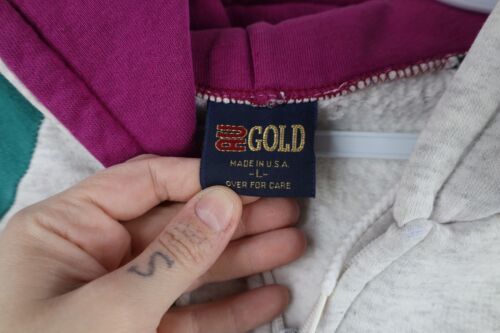 GOLD
MADE IN U.S.A.
-L-
OVER FOR CARE